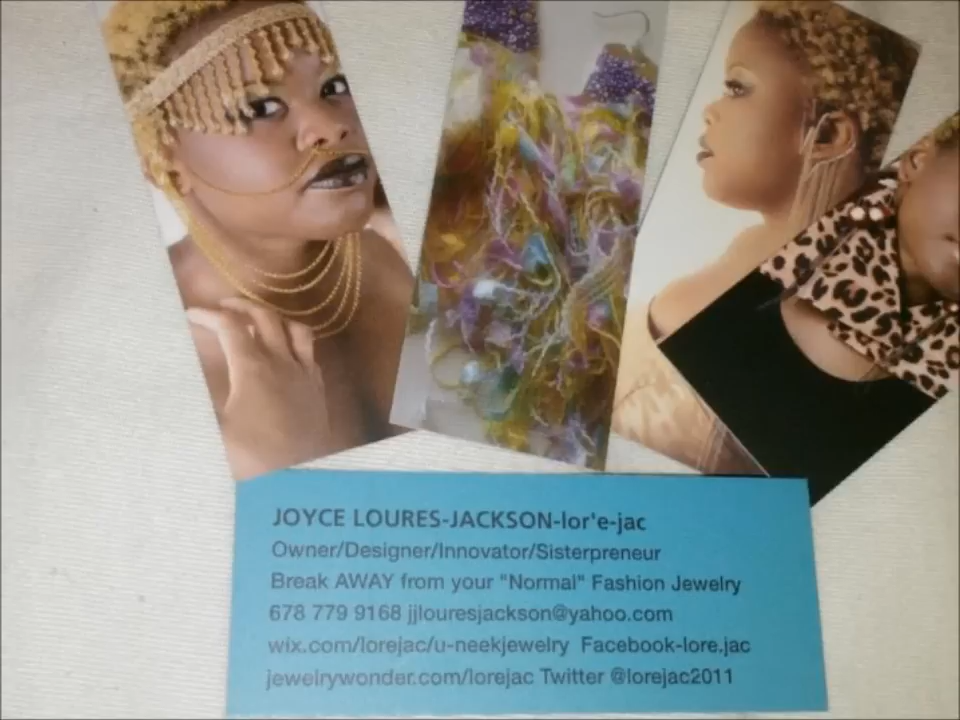 JOYCE LOURES-JACKSON-lor'e-jac
Owner/Designer/Innovator/Sisterpreneur
Break AWAY from your "Normal" Fashion Jewelry
678 779 9168 jjlouresjackson@yahoo.com
wix.com/lorejac/u-neekjewelry Facebook-lore.jac
jewelrywonder.com/lorejac Twitter @lorejac2011